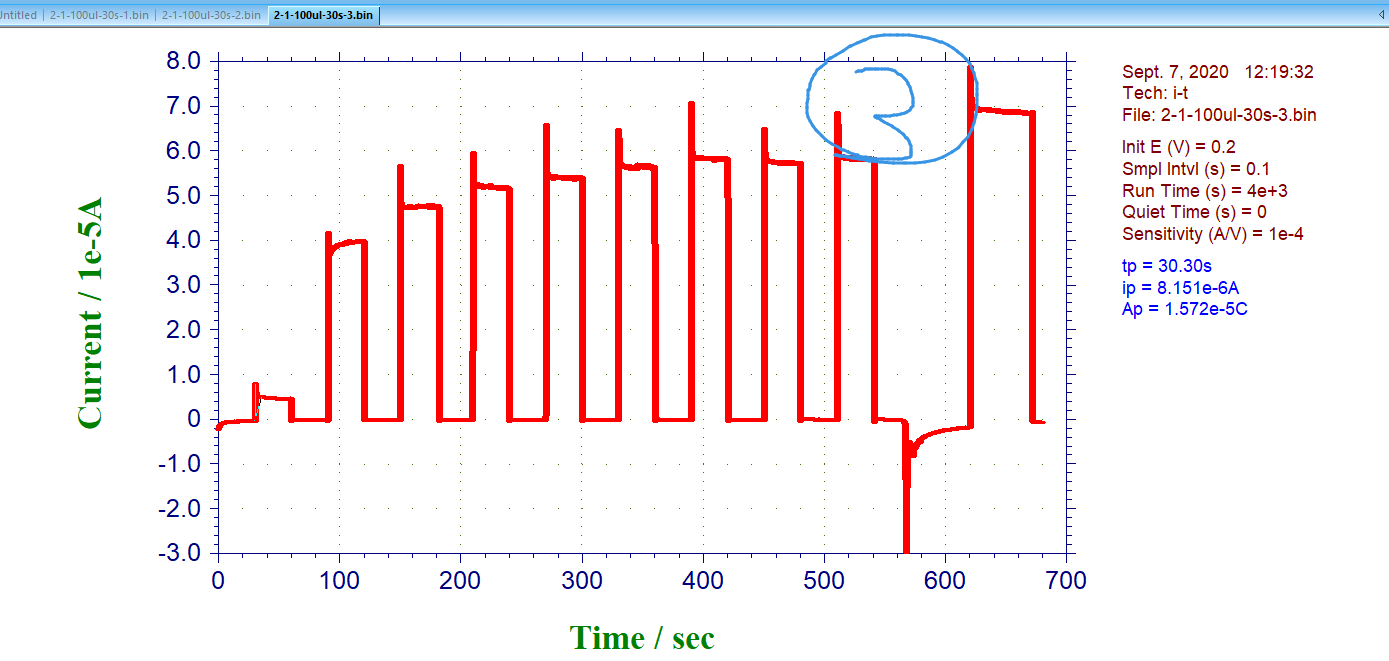 Untitled | 2-1-100ul-30s-1.bin | 2-1-100ul-30s-2.bin 2-1-100ul-30s-3.bin
8.0
7.0
6.0
5.0
4.0
3.0
2.0
1.0
0
-1.0
-2.0
-3.0
Current / 1e-5A
0 100 200 300 400 500 600 700
Time / sec
3
Sept. 7, 2020 12:19:32
Tech: i-t
File: 2-1-100ul-30s-3.bin
Init E (V) = 0.2
Smpl Intvl (s) = 0.1
Run Time (s) = 4e+3
Quiet Time (s) = 0
Sensitivity (A/V) = 1e-4
tp = 30.30s
ip = 8.151e-6A
Ap = 1.572e-5C